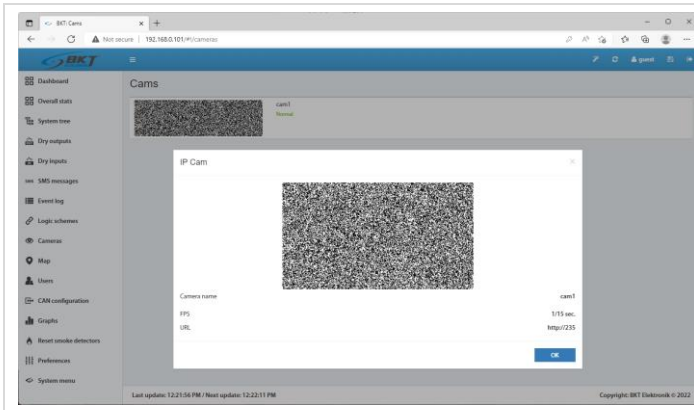 BKT: Cams
Not secure | 192.168.0.101/#!/cameras
BKT
guest
Dashboard
Overall stats
System tree
Dry outputs
Dry inputs
SMS messages
Event log
Logic schemes
Cameras
Map
Users
CAN configuration
Graphs
Reset smoke detectors
Preferences
System menu
Cams
cam1
Normal
IP Cam
Camera name cam1
FPS 1/15 sec.
URL http://235
OK
Last update: 12:21:56 PM / Next update: 12:22:11 PM
Copyright: BKT Elektronik © 2022